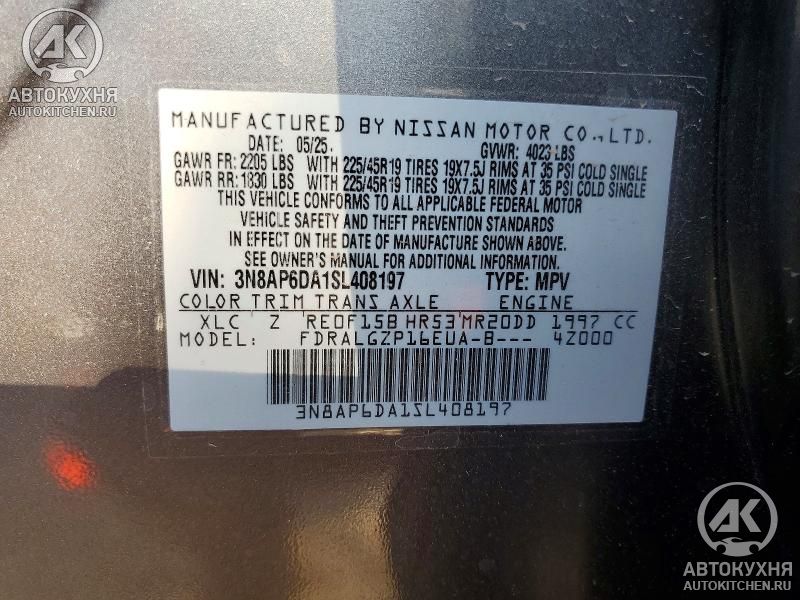 AK
АВТОКУХНЯ
AUTOKITCHEN.RU
MANUFACTURED BY NISSAN MOTOR CO.,LTD.
DATE: 05/25. GVWR: 4023 LBS
GAWR FR: 2205 LBS WITH 225/45R19 TIRES 19X7.5J RIMS AT 35 PSI COLD SINGLE
GAWR RR: 1830 LBS WITH 225/45R19 TIRES 19X7.5J RIMS AT 35 PSI COLD SINGLE
THIS VEHICLE CONFORMS TO ALL APPLICABLE FEDERAL MOTOR
VEHICLE SAFETY AND THEFT PREVENTION STANDARDS
IN EFFECT ON THE DATE OF MANUFACTURE SHOWN ABOVE.
SEE OWNER'S MANUAL FOR ADDITIONAL INFORMATION.
VIN: 3N8AP6DA1SL408197 TYPE: MPV
COLOR TRIM TRANS AXLE ENGINE
XLC Z RE0F15B HR53 MR20DD 1997 CC
MODEL FDRALGZP16EUA-B--- 4Z000
3N8AP6DA1SL408197
AK
АВТОКУХНЯ
AUTOKITCHEN.RU